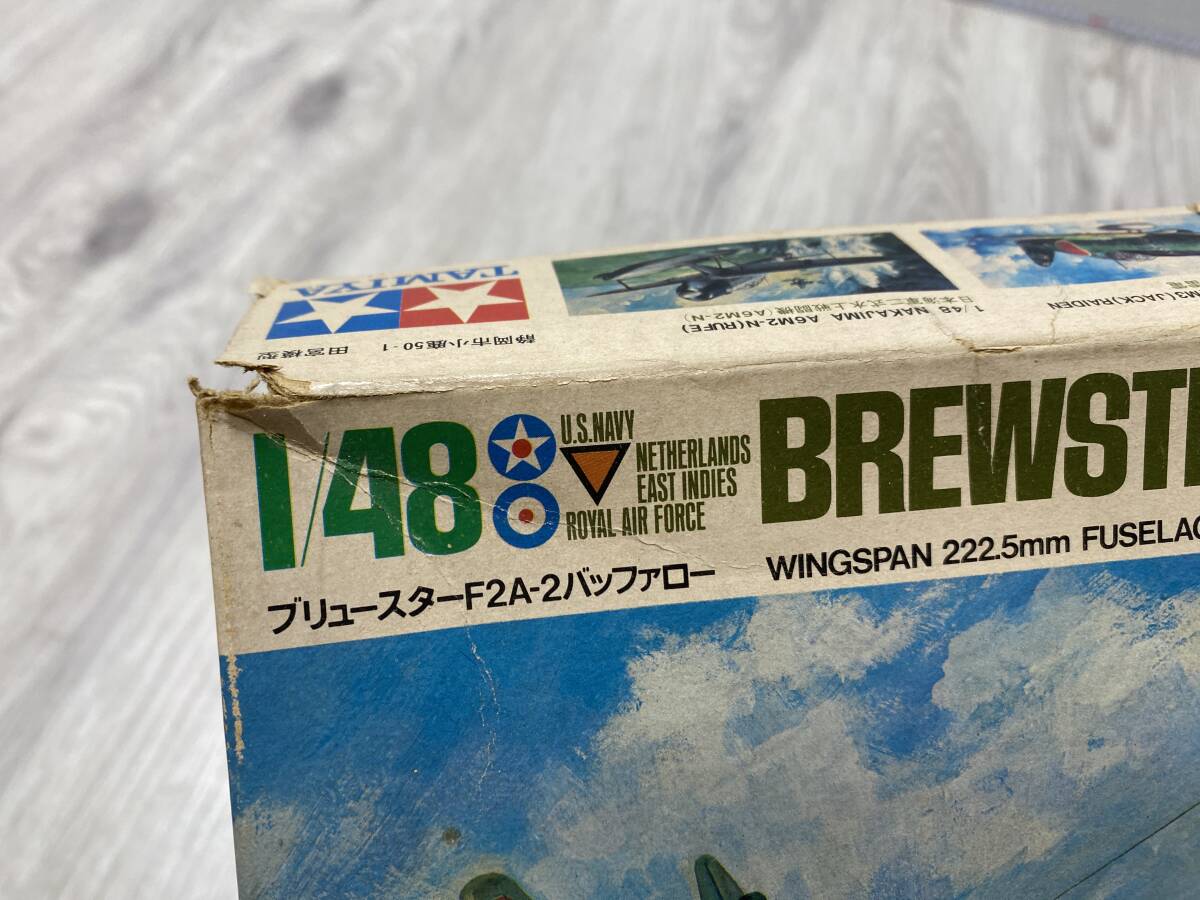 TAMIYA
静岡市小鹿50-1
田宮模型
1/48 NAKAJIMA A6M2-N(RUFE)
日本海軍二式水上戦闘機 (A6M2-N)
(JACK)RAIDEN
1/48
U.S.NAVY
NETHERLANDS
EAST INDIES
ROYAL AIR FORCE
BREWST
ブリュースターF2A-2バッファロー
WINGSPAN 222.5mm FUSELAG